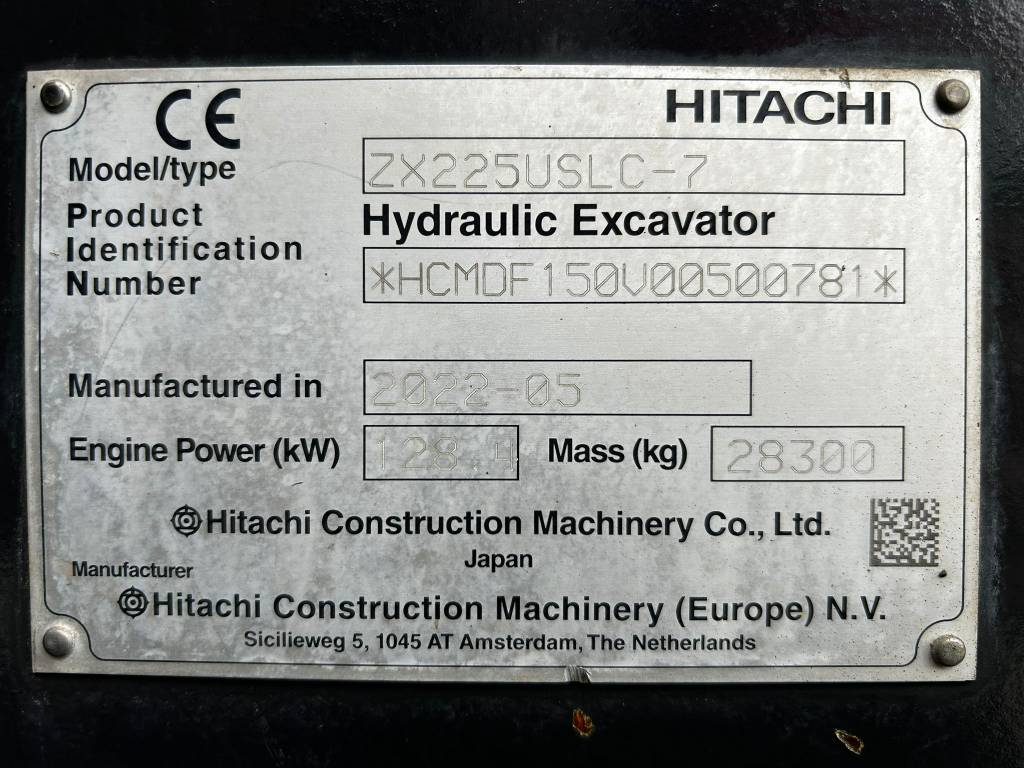 CE HITACHI
Model/type ZX225USLC-7
Product Hydraulic Excavator
Identification
Number *HCMDF150V00500781*
Manufactured in 2022-05
Engine Power (kW) 128.4 Mass (kg) 28300
Hitachi Construction Machinery Co., Ltd.
Japan
Manufacturer
Hitachi Construction Machinery (Europe) N.V.
Sicilieweg 5, 1045 AT Amsterdam, The Netherlands